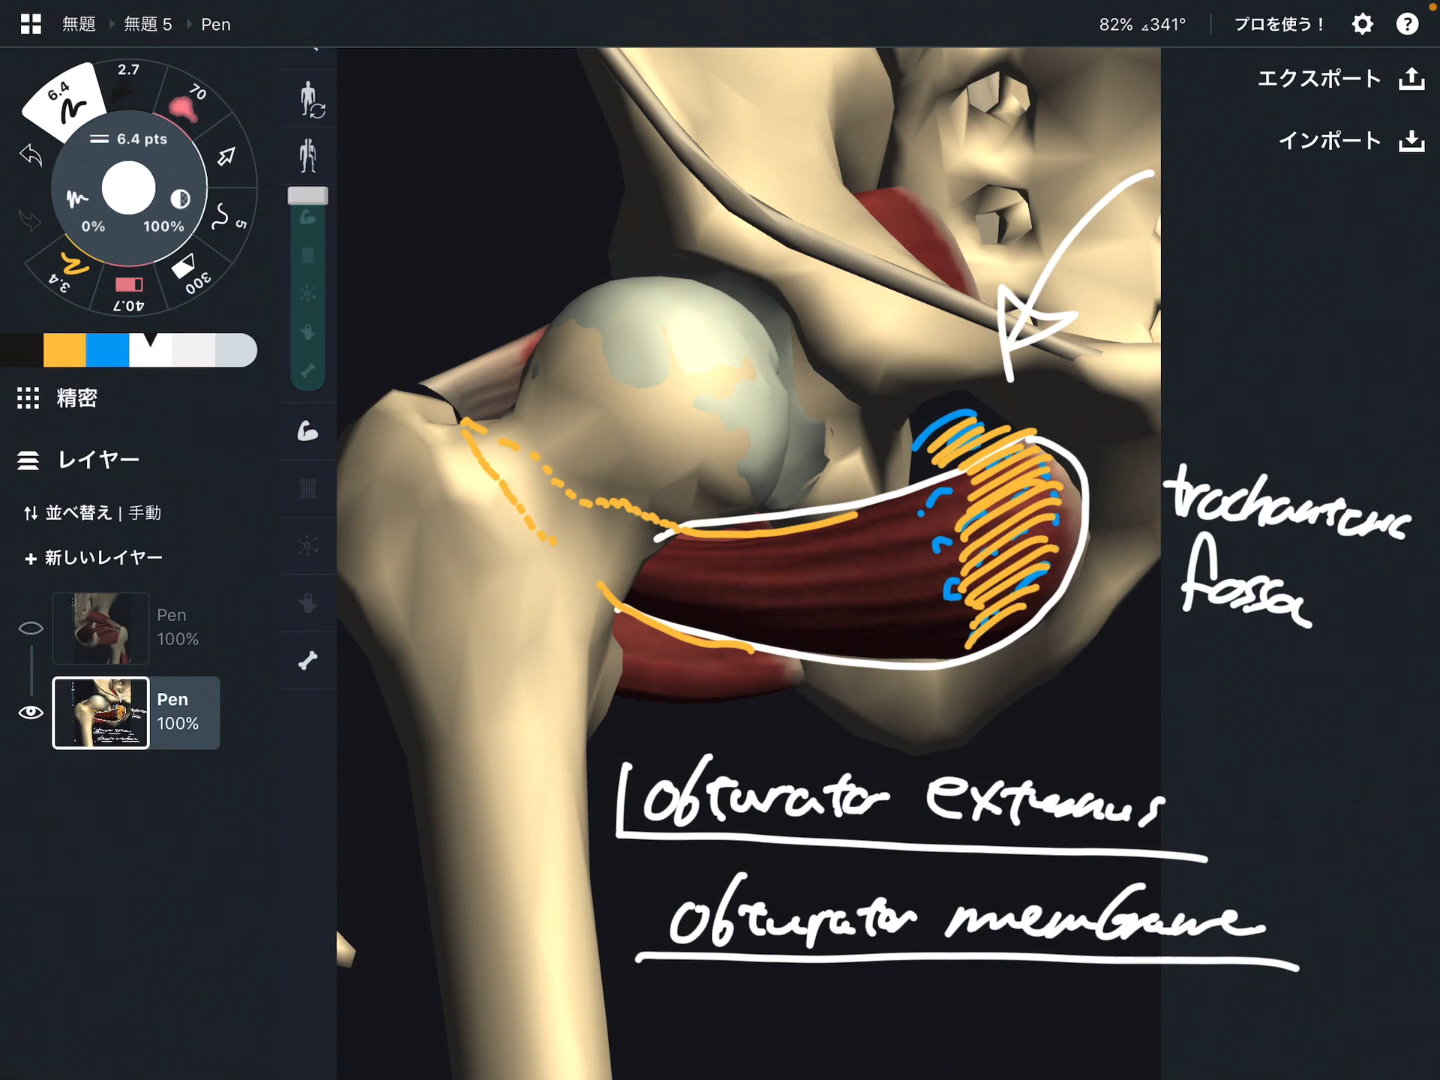 無題 無題 5 Pen
82% ⊿341° プロを使う！
エクスポート
インポート
6.4
2.7
70
5
300
40.7
3.4
6.4 pts
0% 100%
精密
レイヤー
並べ替え | 手動
+ 新しいレイヤー
Pen
100%
Pen
100%
trochanteric
fossa
obturator externus
obturator membrane